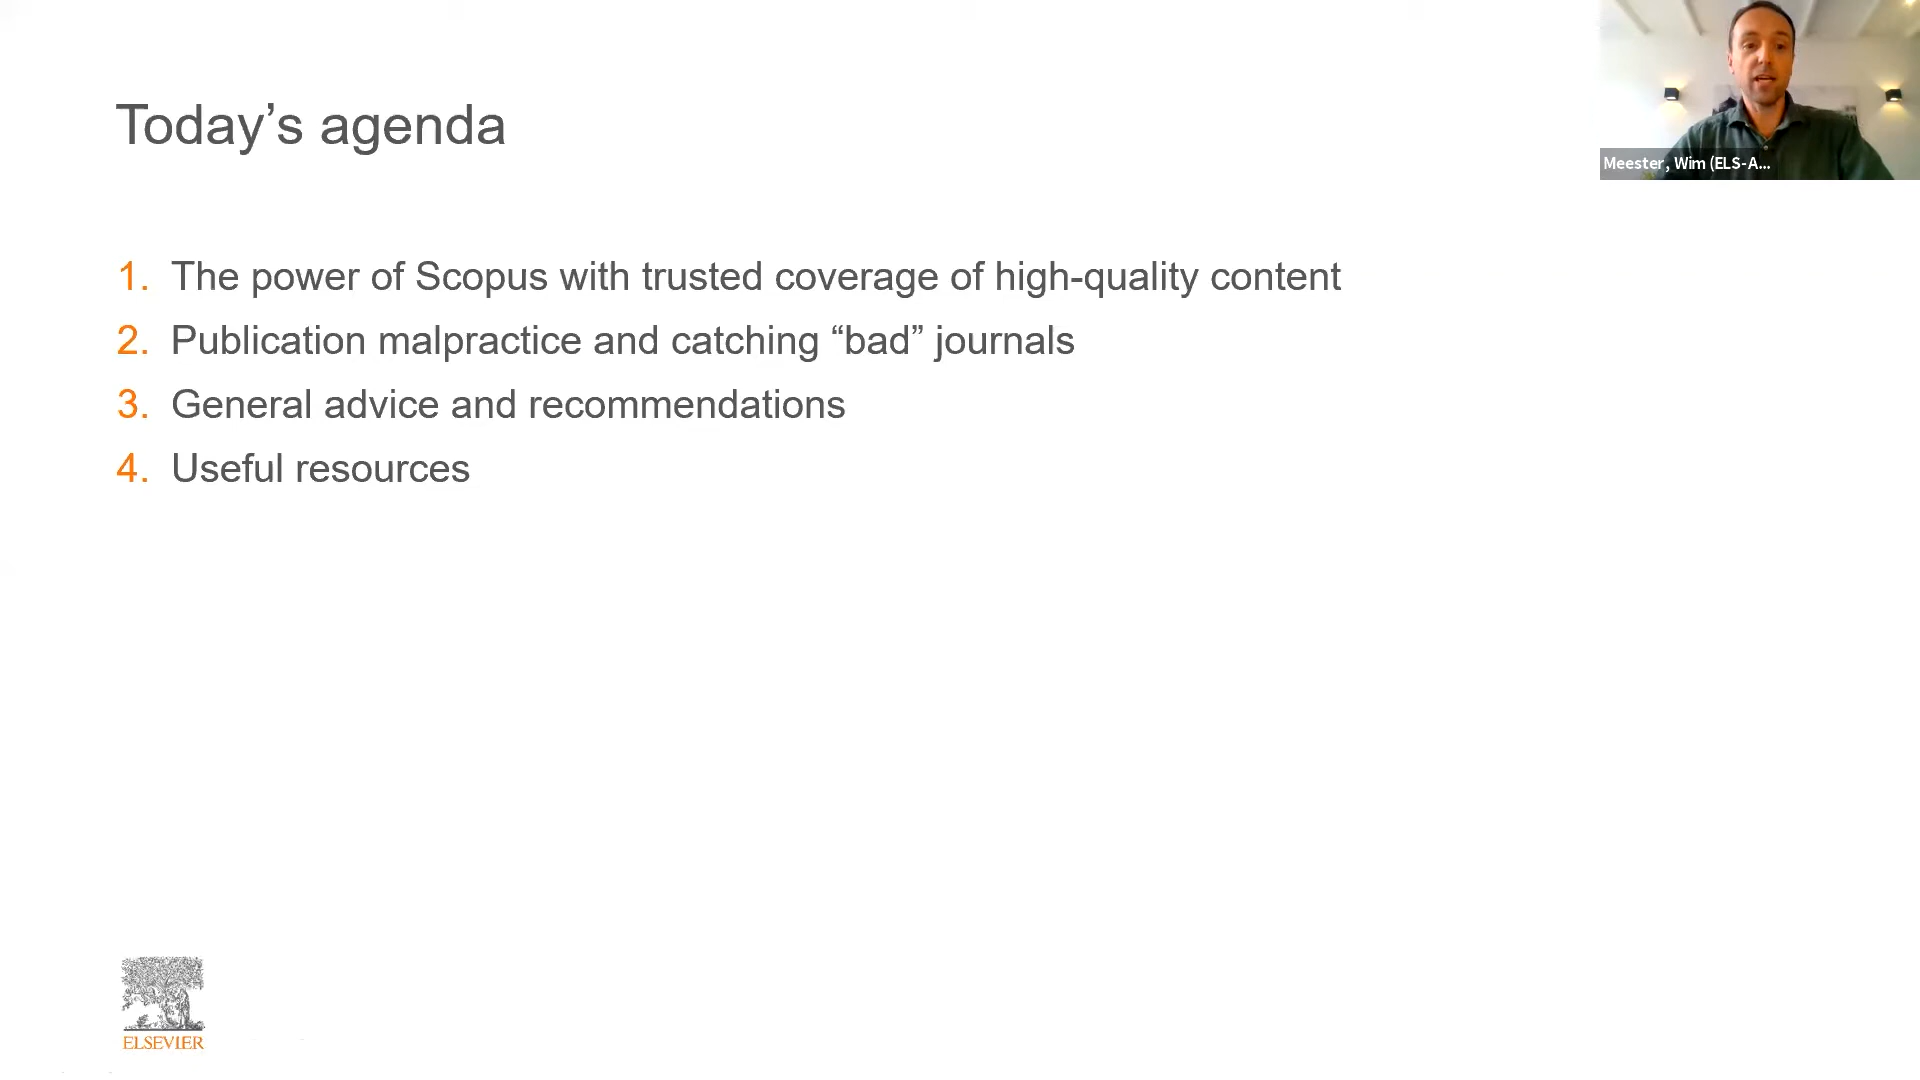 Today’s agenda
1. The power of Scopus with trusted coverage of high-quality content
2. Publication malpractice and catching “bad” journals
3. General advice and recommendations
4. Useful resources
Meester, Wim (ELS-A...
ELSEVIER